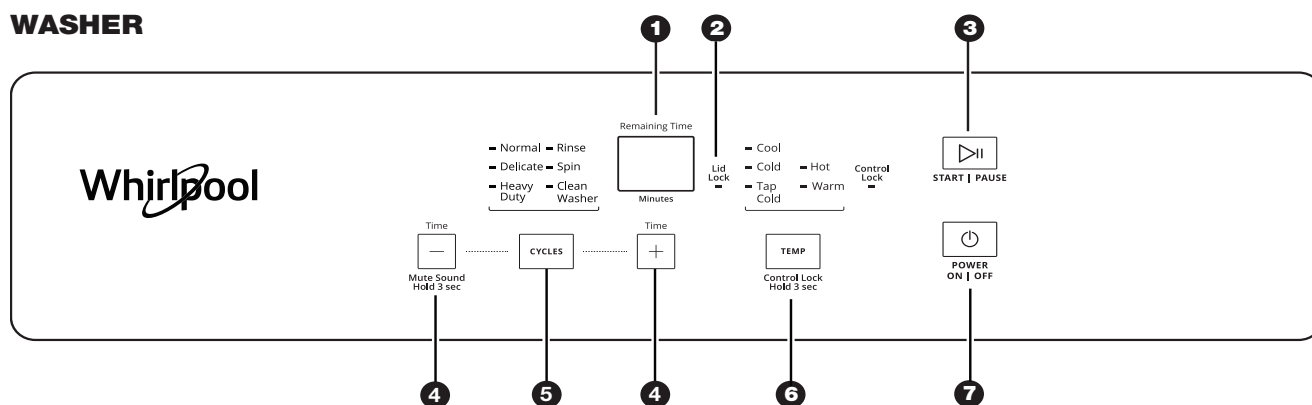 WASHER
1 2 3
Remaining Time
Normal Rinse
Delicate Spin
Heavy Duty Clean Washer
Minutes
Lid Lock
Cool
Cold Hot
Tap Cold Warm
Control Lock
START | PAUSE
Whirlpool
Time
−
Mute Sound
Hold 3 sec
CYCLES
Time
+
TEMP
Control Lock
Hold 3 sec
POWER
ON | OFF
4 5 4 6 7